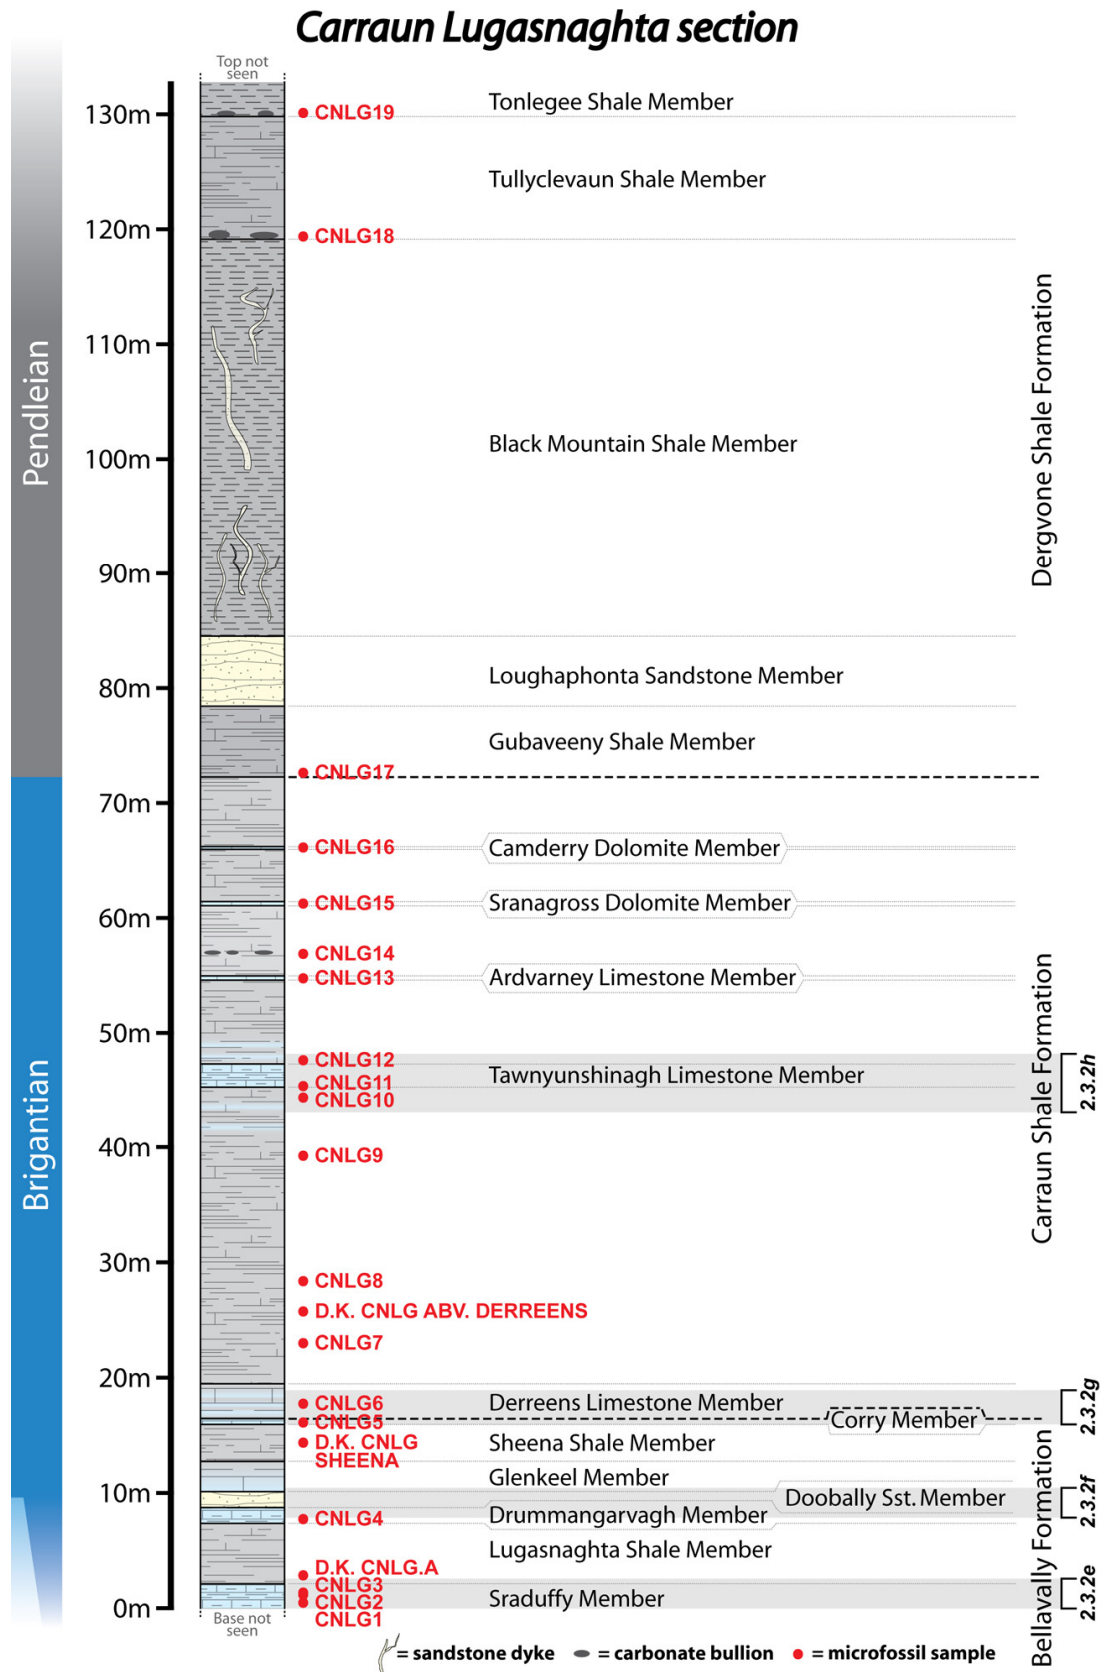 Carraun Lugasnaghta section
Top not
seen
130m
120m
110m
100m
90m
80m
70m
60m
50m
40m
30m
20m
10m
0m
Pendleian
Brigantian
CNLG19
CNLG18
CNLG17
CNLG16
CNLG15
CNLG14
CNLG13
CNLG12
CNLG11
CNLG10
CNLG9
CNLG8
D.K. CNLG ABV. DERREENS
CNLG7
CNLG6
CNLG5
D.K. CNLG
SHEENA
CNLG4
D.K. CNLG.A
CNLG3
CNLG2
CNLG1
Tonlegee Shale Member
Tullyclevaun Shale Member
Black Mountain Shale Member
Loughaphonta Sandstone Member
Gubaveeny Shale Member
Camderry Dolomite Member
Sranagross Dolomite Member
Ardvarney Limestone Member
Tawnyunshinagh Limestone Member
Derreens Limestone Member
Corry Member
Sheena Shale Member
Glenkeel Member
Doobally Sst. Member
Drummangarvagh Member
Lugasnaghta Shale Member
Sraduffy Member
Dergvone Shale Formation
Carraun Shale Formation
Bellavally Formation
2.3.2h
2.3.2g
2.3.2f
2.3.2e
Base not
seen
= sandstone dyke = carbonate bullion = microfossil sample